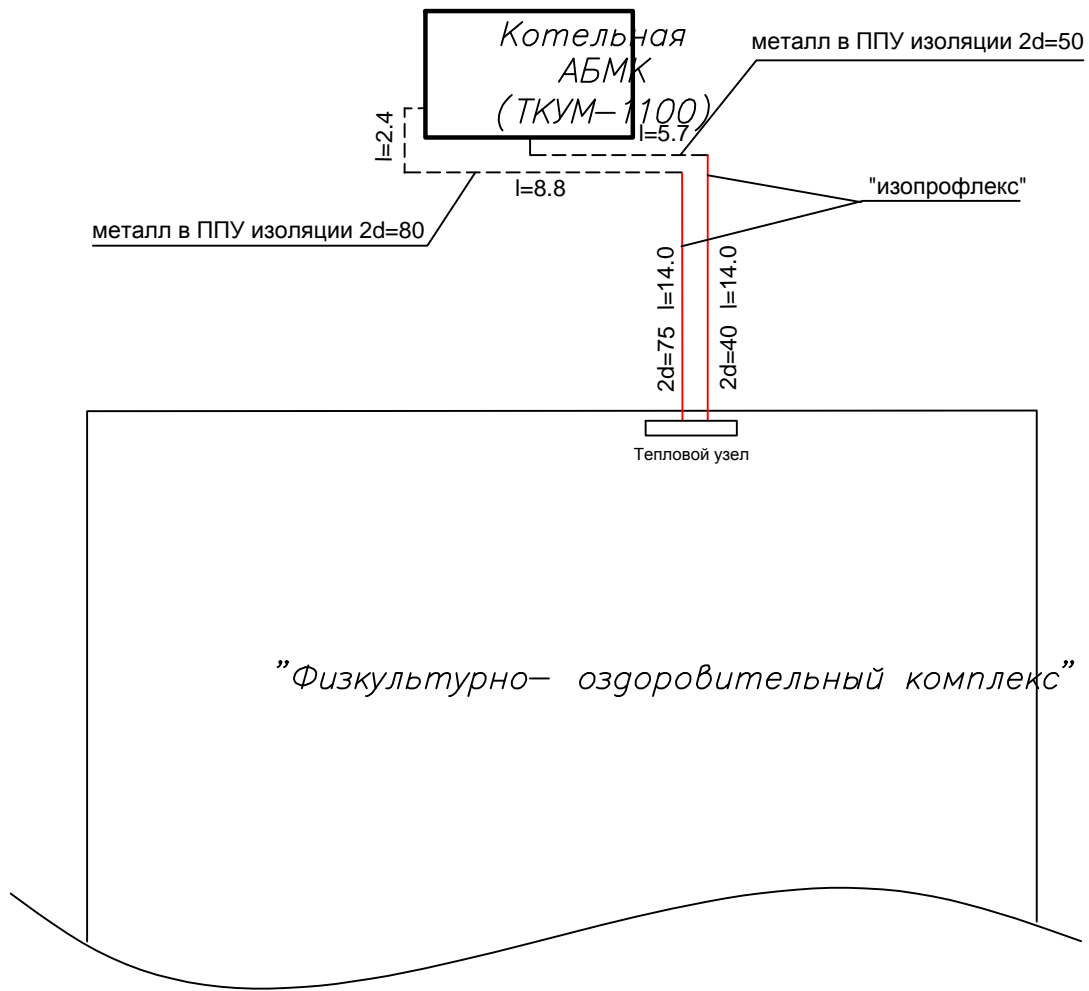 Котельная
АБМК
(ТКУМ-1100)
металл в ППУ изоляции 2d=50
l=2.4
l=5.7
l=8.8
"изопрофлекс"
металл в ППУ изоляции 2d=80
2d=75 l=14.0
2d=40 l=14.0
Тепловой узел
"Физкультурно- оздоровительный комплекс"